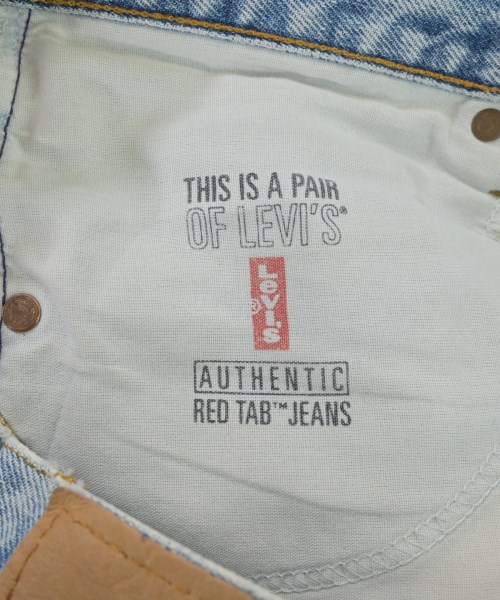 THIS IS A PAIR
OF LEVI'S®
Levi's
®
AUTHENTIC
RED TAB™ JEANS